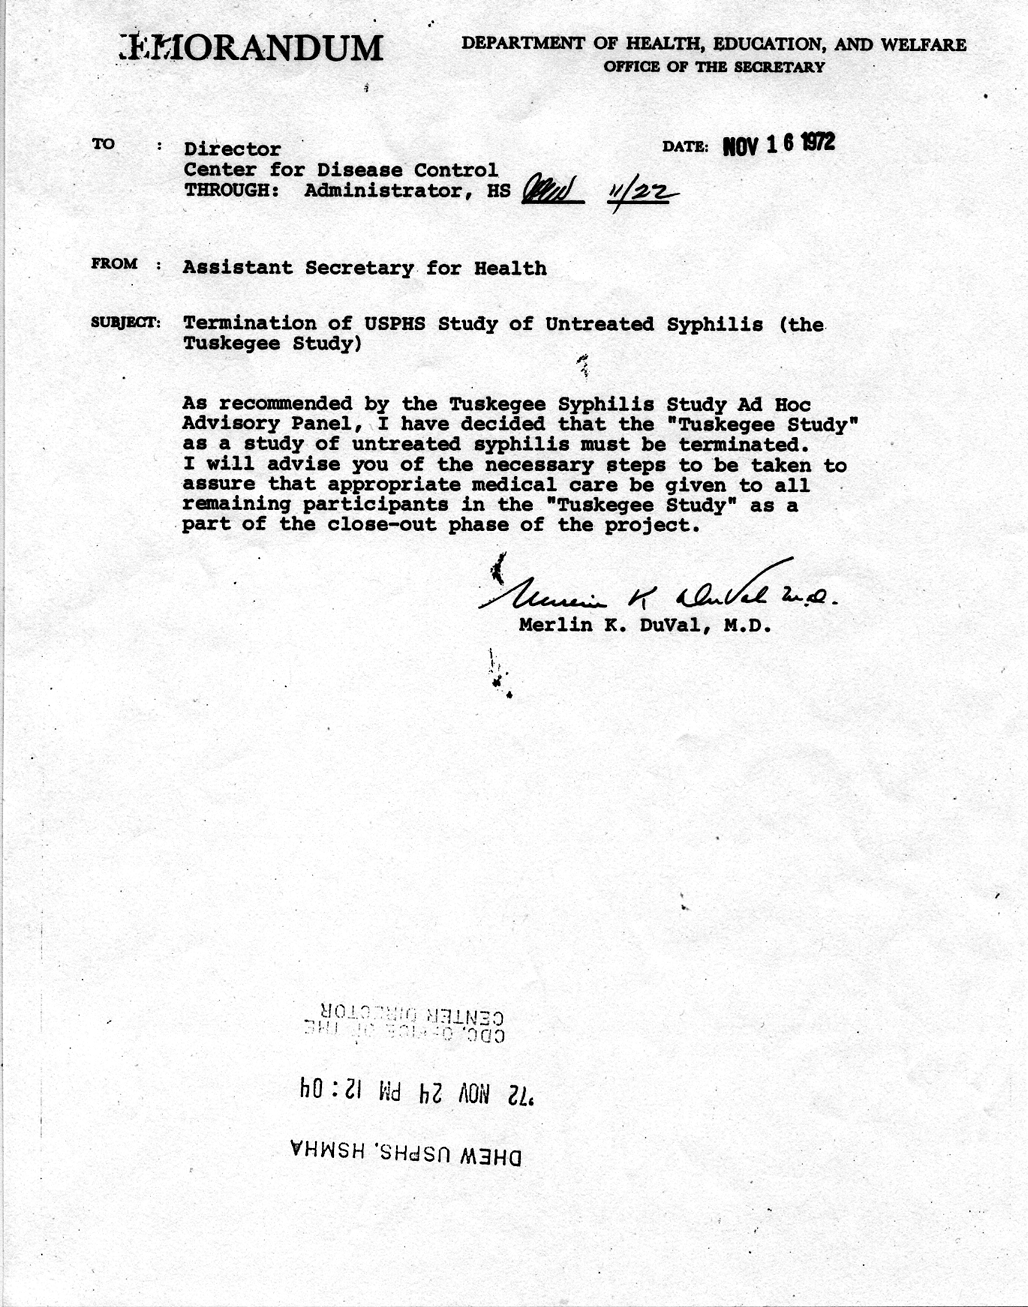 MEMORANDUM
DEPARTMENT OF HEALTH, EDUCATION, AND WELFARE
OFFICE OF THE SECRETARY
TO : Director
DATE: NOV 16 1972
Center for Disease Control
THROUGH: Administrator, HS 11/22
FROM : Assistant Secretary for Health
SUBJECT: Termination of USPHS Study of Untreated Syphilis (the
Tuskegee Study)
As recommended by the Tuskegee Syphilis Study Ad Hoc
Advisory Panel, I have decided that the "Tuskegee Study"
as a study of untreated syphilis must be terminated.
I will advise you of the necessary steps to be taken to
assure that appropriate medical care be given to all
remaining participants in the "Tuskegee Study" as a
part of the close-out phase of the project.
Merlin K DuVal M.D.
Merlin K. DuVal, M.D.
DHEW USPHS, HSMHA
'72 NOV 24 PM 12:04
CDC, OFFICE OF THE
CENTER DIRECTOR